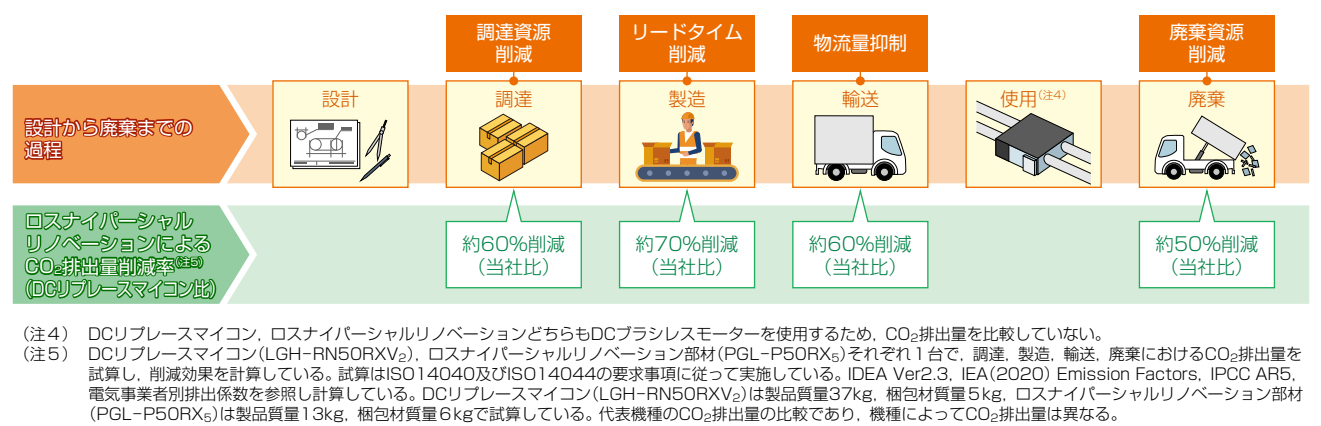 調達資源
削減
リードタイム
削減
物流量抑制
廃棄資源
削減
設計から廃棄までの
過程
設計
調達
製造
輸送
使用(注4)
廃棄
ロスナイパーシャル
リノベーションによる
CO₂排出量削減率(注5)
(DCリプレースマイコン比)
約60%削減
(当社比)
約70%削減
(当社比)
約60%削減
(当社比)
約50%削減
(当社比)
(注4) DCリプレースマイコン,ロスナイパーシャルリノベーションどちらもDCブラシレスモーターを使用するため,CO₂排出量を比較していない。
(注5) DCリプレースマイコン(LGH-RN50RXV₂),ロスナイパーシャルリノベーション部材(PGL-P50RX₅)それぞれ1台で,調達,製造,輸送,廃棄におけるCO₂排出量を
試算し,削減効果を計算している。試算はISO14040及びISO14044の要求事項に従って実施している。IDEA Ver2.3, IEA(2020) Emission Factors, IPCC AR5,
電気事業者別排出係数を参照し計算している。DCリプレースマイコン(LGH-RN50RXV₂)は製品質量37kg,梱包材質量5kg,ロスナイパーシャルリノベーション部材
(PGL-P50RX₅)は製品質量13kg,梱包材質量6kgで試算している。代表機種のCO₂排出量の比較であり,機種によってCO₂排出量は異なる。